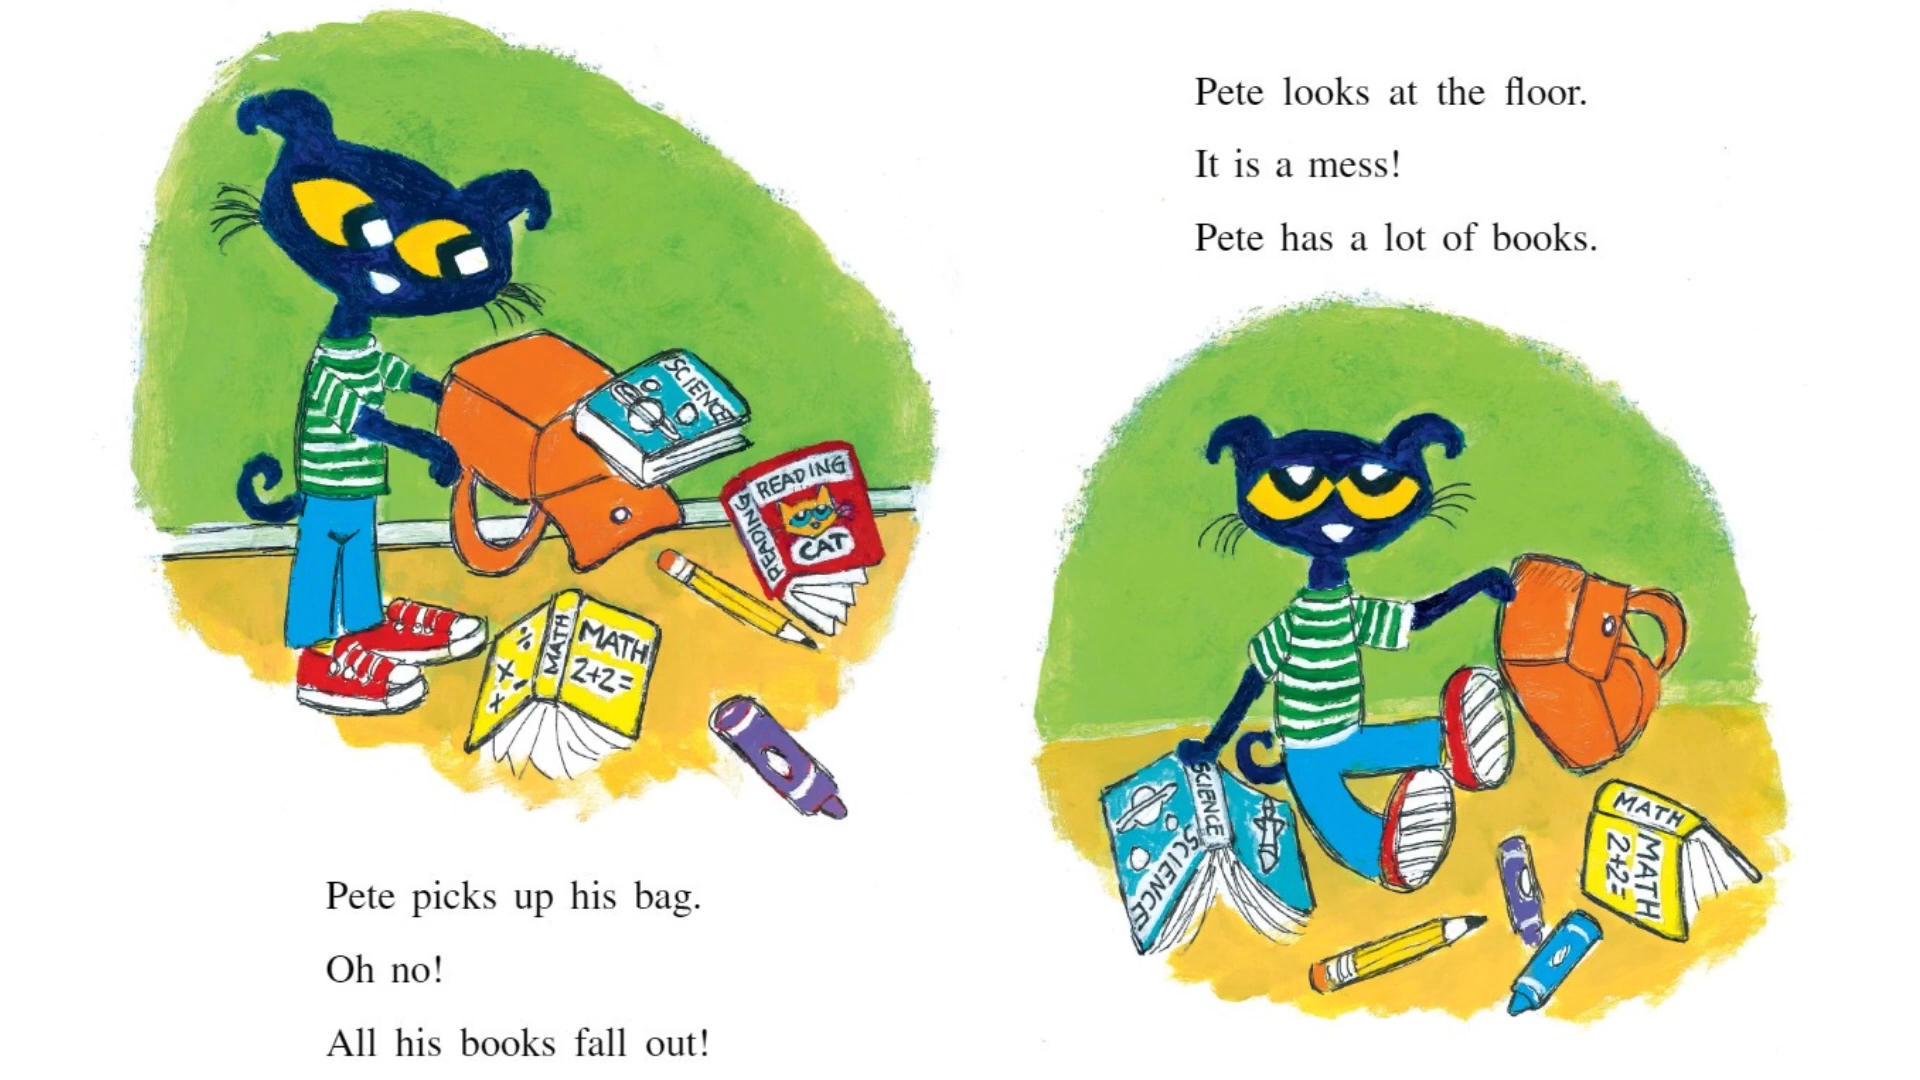 SCIENCE
READING
READING
CAT
MATH
MATH
2+2=
Pete picks up his bag.
Oh no!
All his books fall out!
Pete looks at the floor.
It is a mess!
Pete has a lot of books.
SCIENCE
SCIENCE
MATH
MATH
2+2=